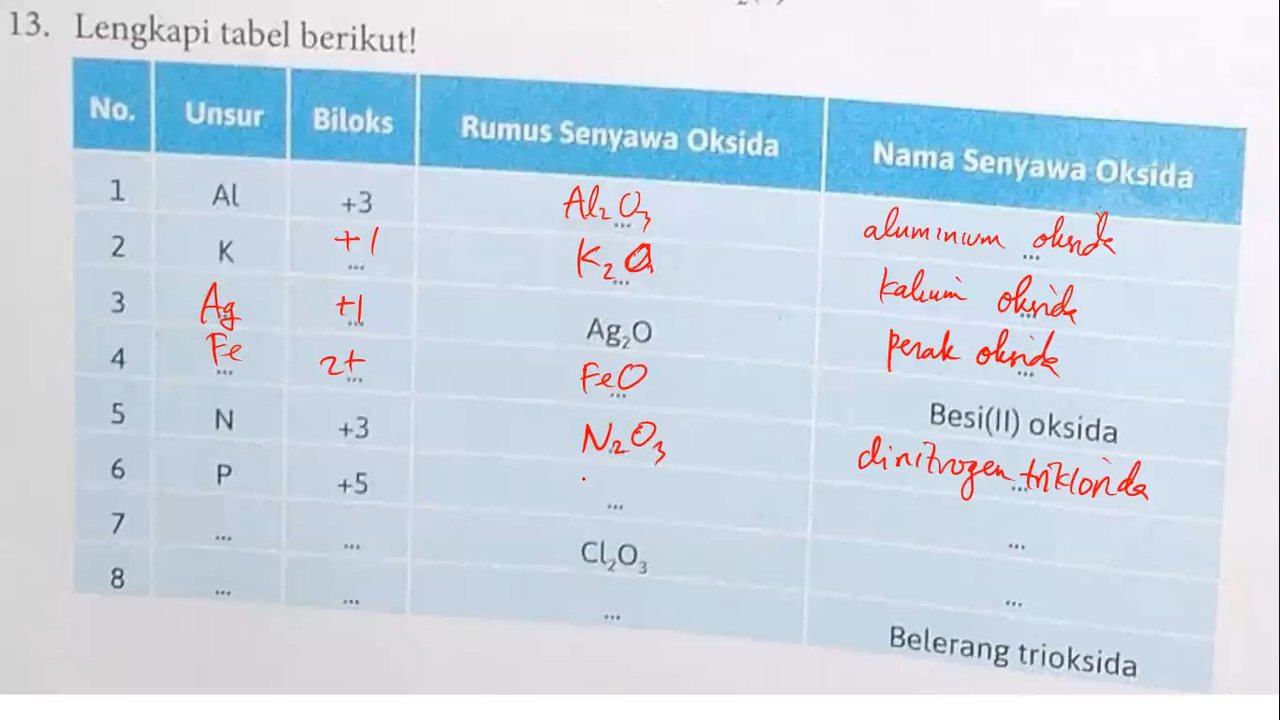 13. Lengkapi tabel berikut!
No. Unsur Biloks Rumus Senyawa Oksida Nama Senyawa Oksida
1 Al +3 Al₂O₃ ... aluminium oksida ...
2 K +1 ... K₂O ... kalium oksida ...
3 Ag ... +1 ... Ag₂O perak oksida ...
4 Fe ... 2+ ... FeO ... Besi(II) oksida
5 N +3 N₂O₃ ... dinitrogen triklorida ...
6 P +5 ... ...
7 ... ... Cl₂O₃ ...
8 ... ... ... Belerang trioksida